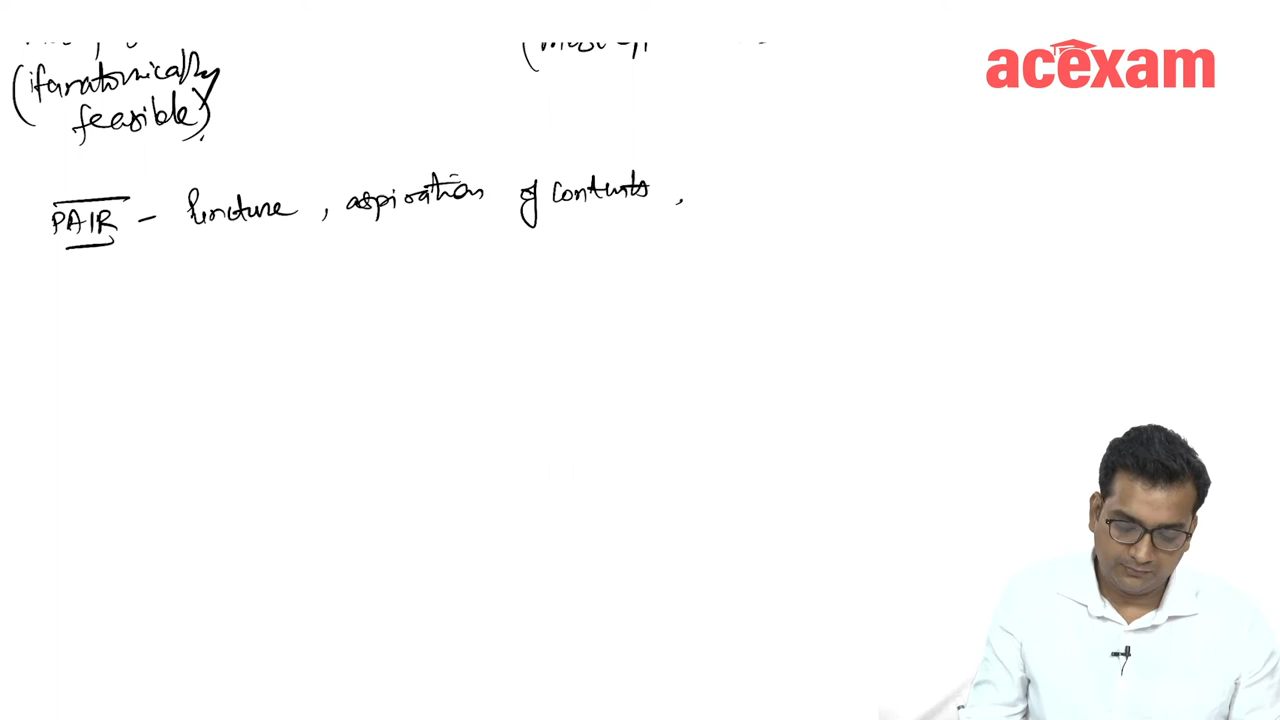 acexam
(if anatomically
feasible)
PAIR - Puncture, aspiration of contents,